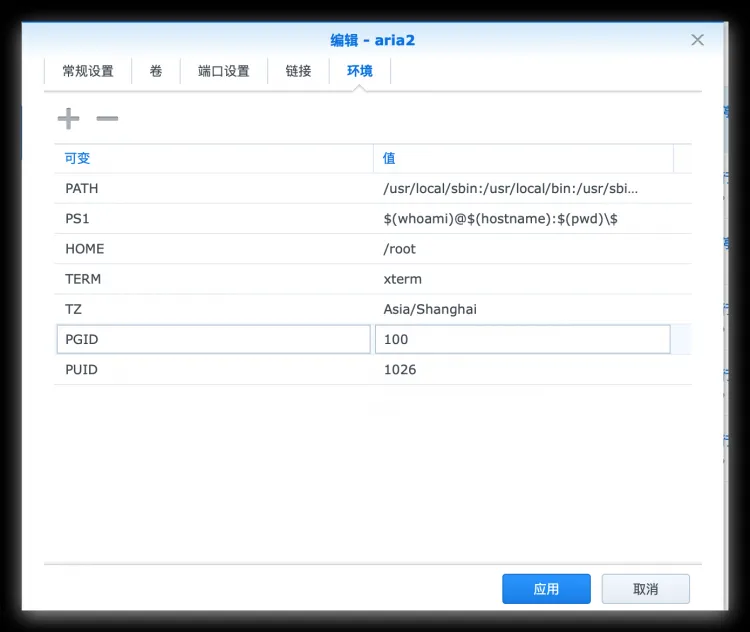 编辑 - aria2
常规设置 卷 端口设置 链接 环境
可变 值
PATH /usr/local/sbin:/usr/local/bin:/usr/sbi...
PS1 $(whoami)@$(hostname):$(pwd)\$
HOME /root
TERM xterm
TZ Asia/Shanghai
PGID 100
PUID 1026
应用 取消